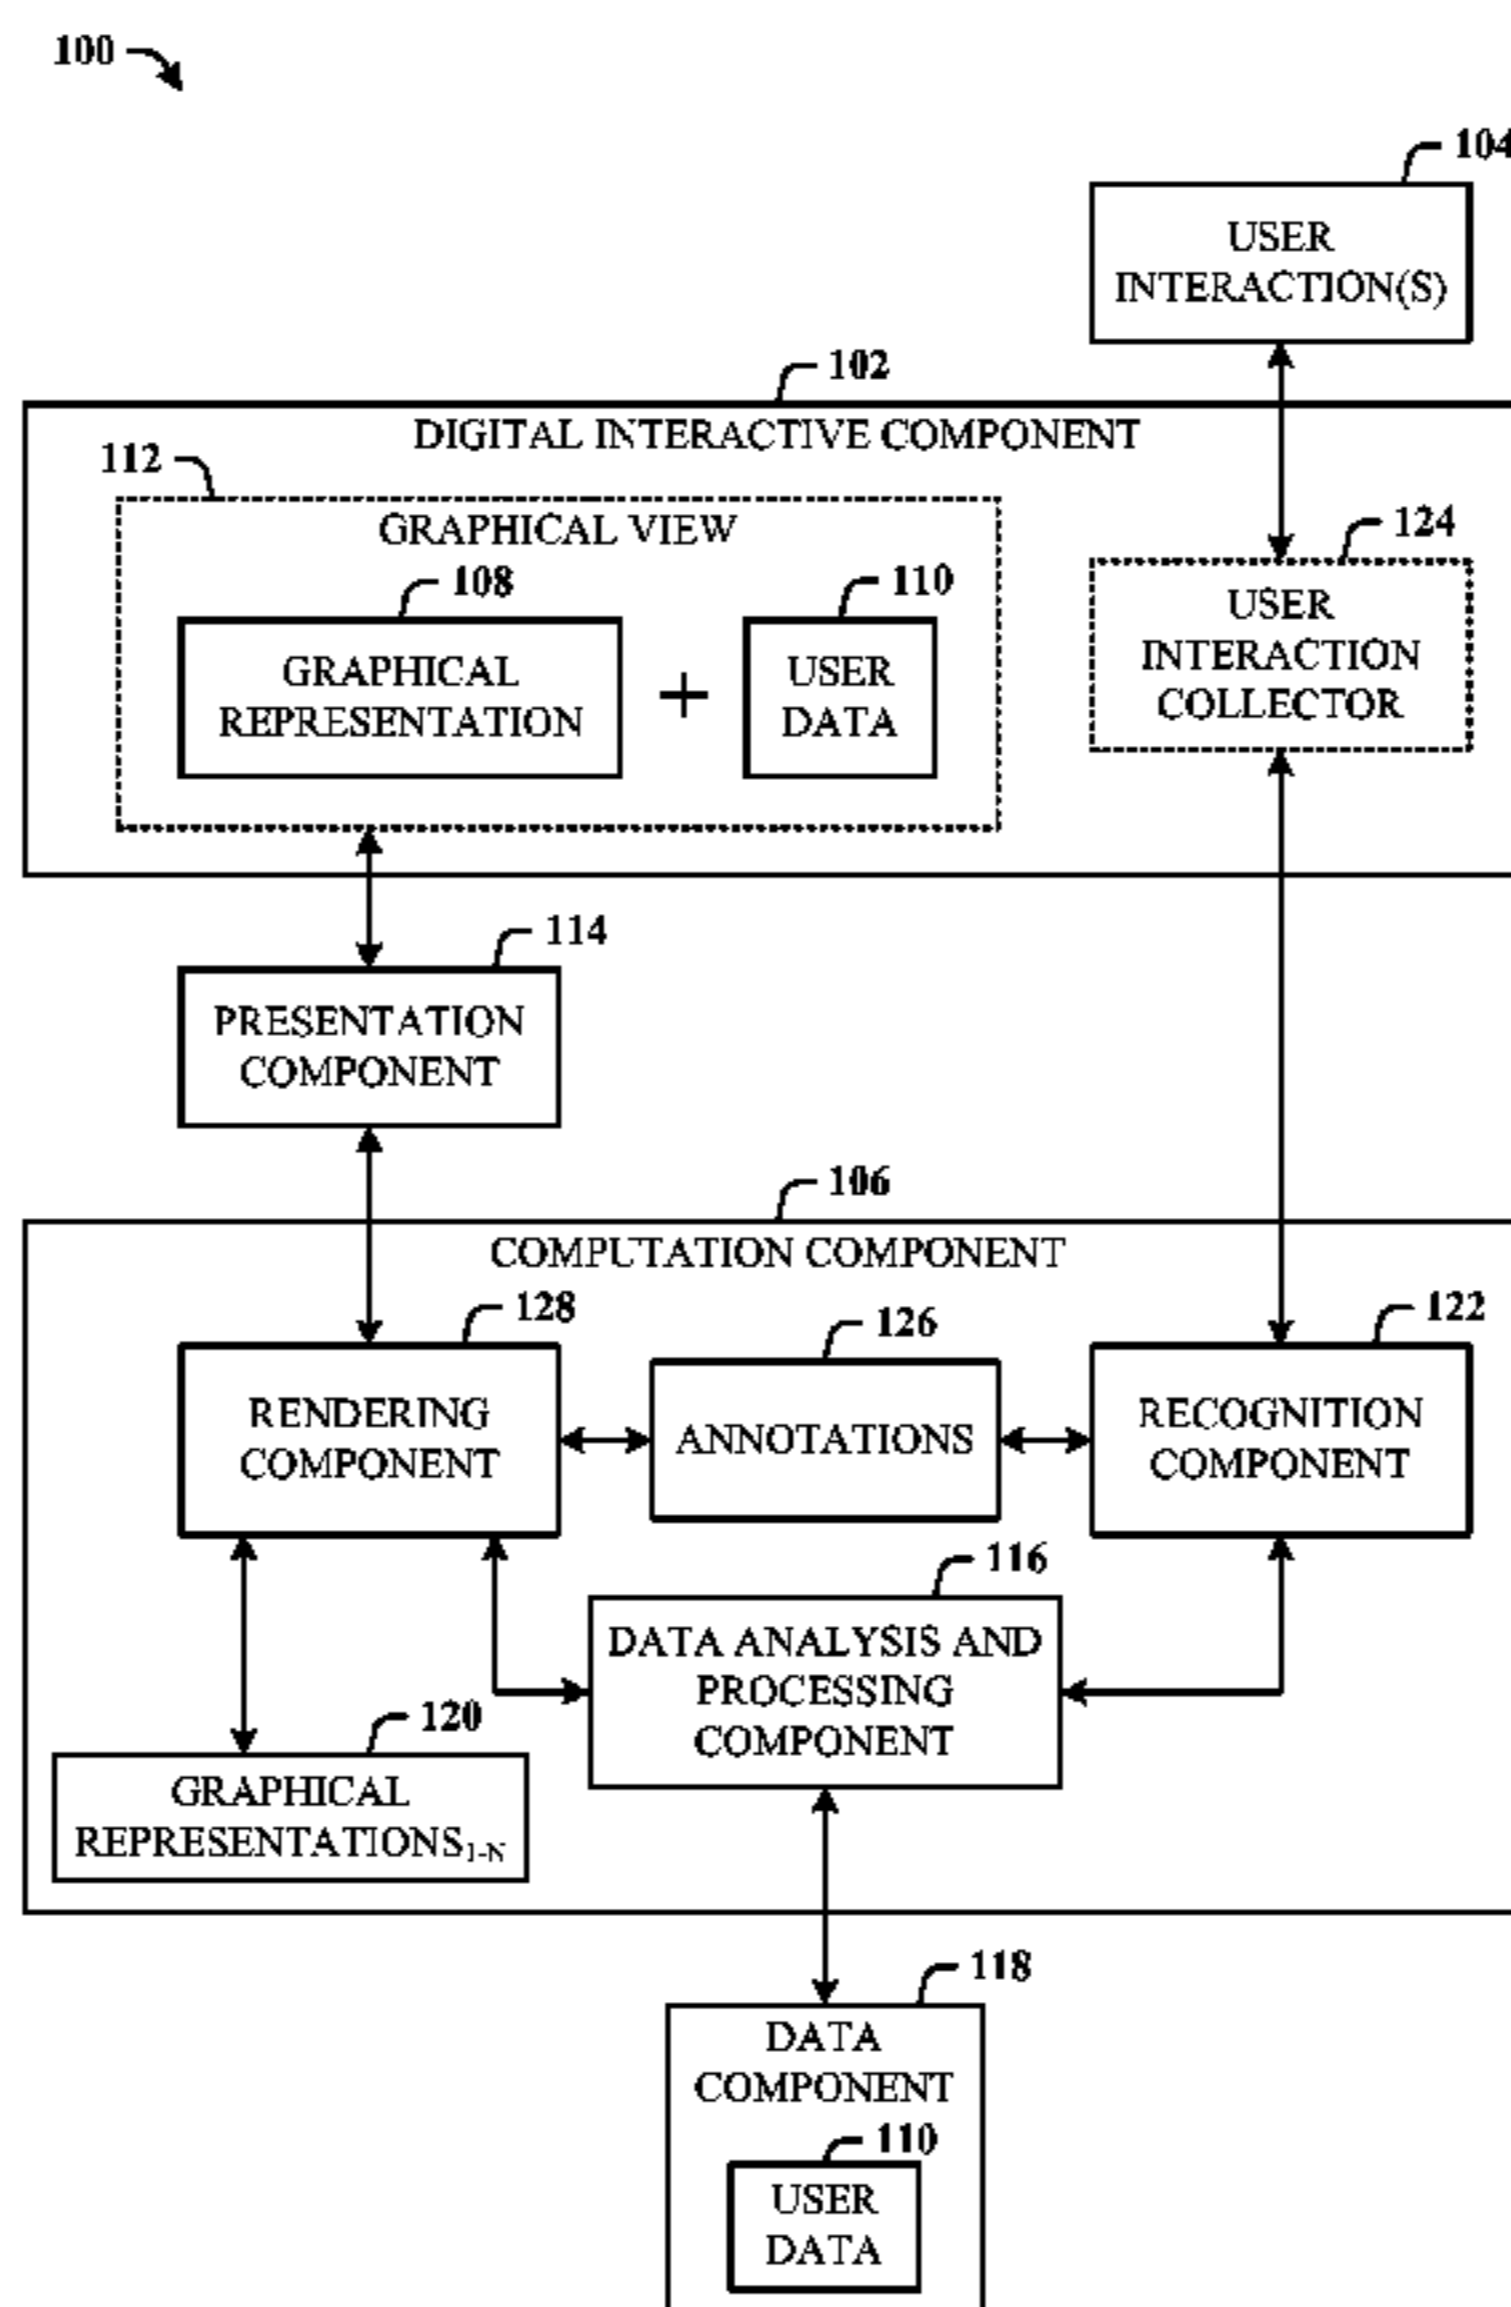 100
104
USER
INTERACTION(S)
102
DIGITAL INTERACTIVE COMPONENT
112
GRAPHICAL VIEW
124
108
110
USER
INTERACTION
COLLECTOR
GRAPHICAL
REPRESENTATION
+
USER
DATA
114
PRESENTATION
COMPONENT
106
COMPUTATION COMPONENT
128
126
122
RENDERING
COMPONENT
ANNOTATIONS
RECOGNITION
COMPONENT
116
DATA ANALYSIS AND
PROCESSING
COMPONENT
120
GRAPHICAL
REPRESENTATIONS1-N
118
DATA
COMPONENT
110
USER
DATA